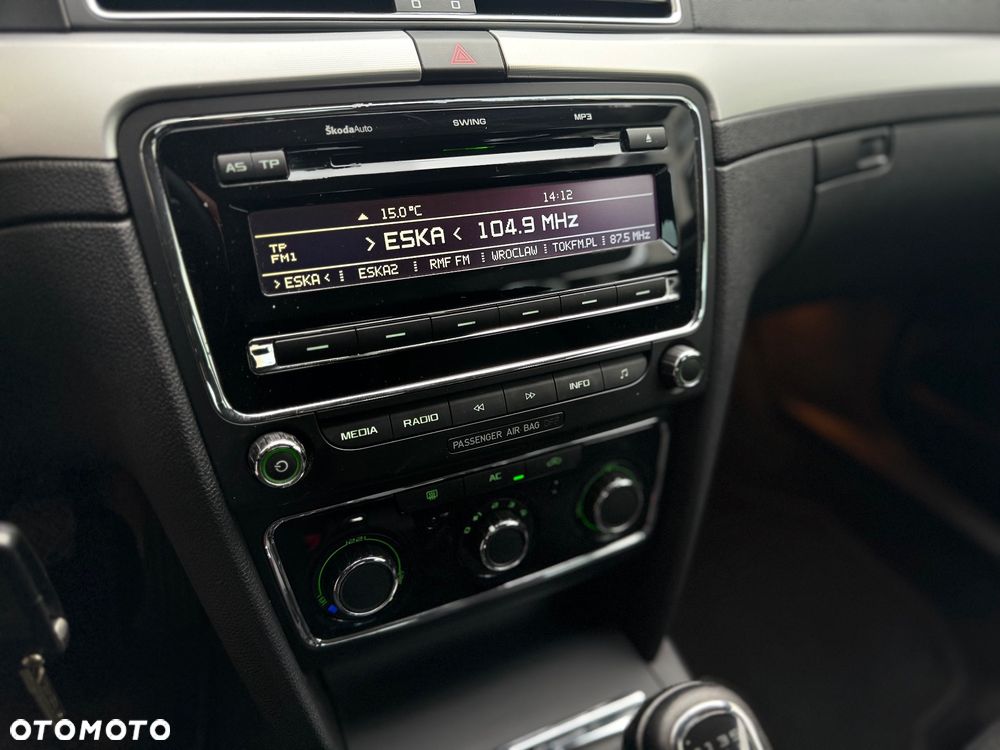 ŠkodaAuto SWING MP3
AS TP
15.0°C 14:12
TP
FM1
> ESKA < 104.9 MHz
> ESKA < ESKA2 RMF FM WROCLAW TOKFM.PL 87.5 MHz
MEDIA RADIO INFO
PASSENGER AIR BAG OFF
AC
OTOMOTO